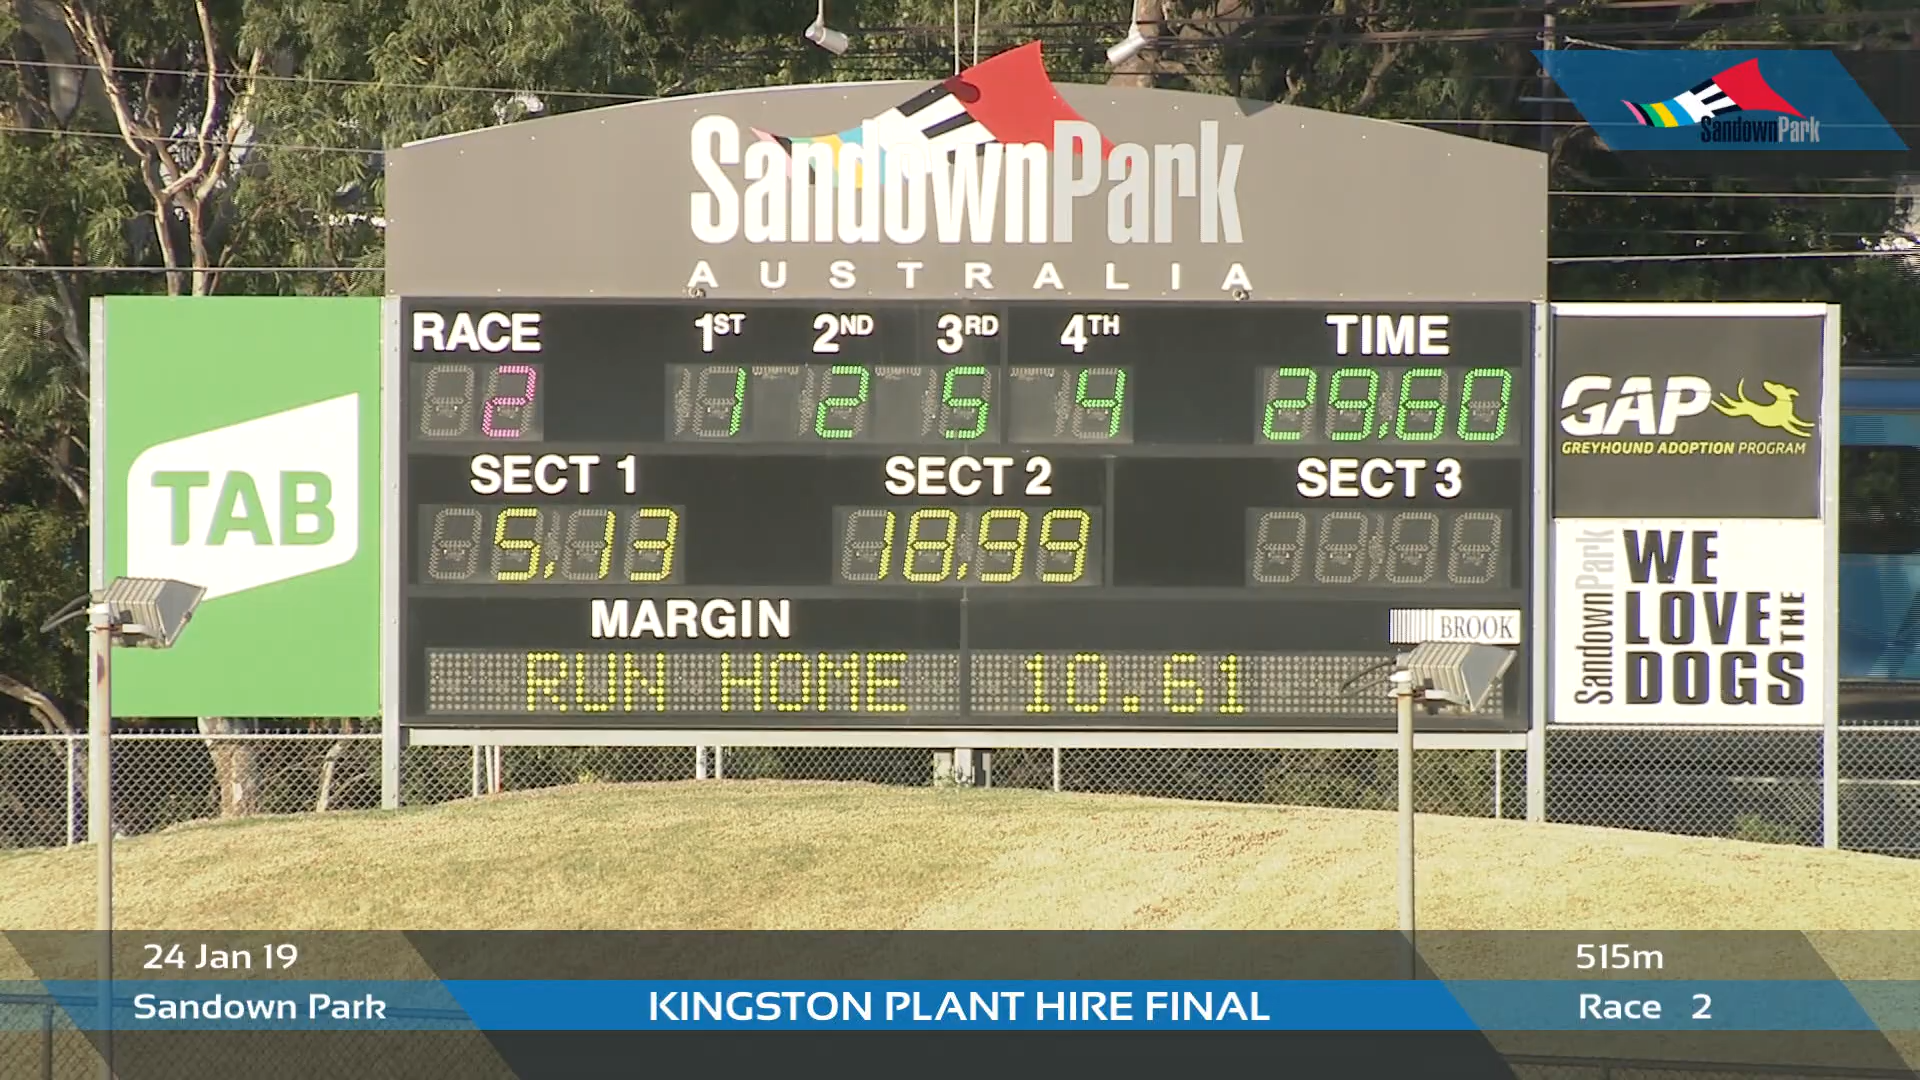 SandownPark
SandownPark
AUSTRALIA
RACE 1ST 2ND 3RD 4TH TIME
2 1 2 5 4 29.60
SECT 1 SECT 2 SECT 3
5.13 18.99
MARGIN
BROOK
RUN HOME 10.61
TAB
GAP
GREYHOUND ADOPTION PROGRAM
SandownPark
WE
LOVE
THE
DOGS
24 Jan 19
515m
Sandown Park
KINGSTON PLANT HIRE FINAL
Race 2